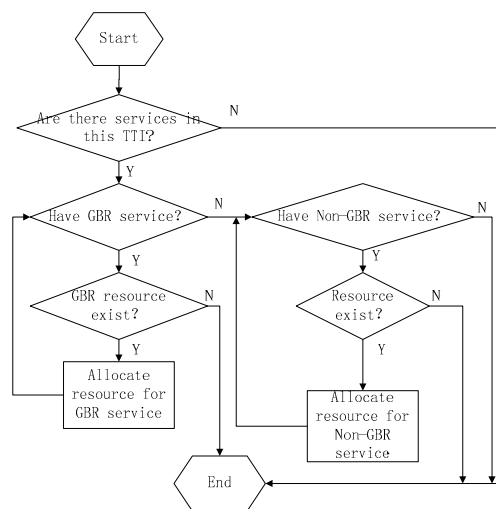 Start
Are there services in
this TTI?
N
Y
Have GBR service?
N
Have Non-GBR service?
N
Y
Y
GBR resource
exist?
N
Resource
exist?
N
Y
Y
Allocate
resource for
GBR service
Allocate
resource for
Non-GBR
service
End